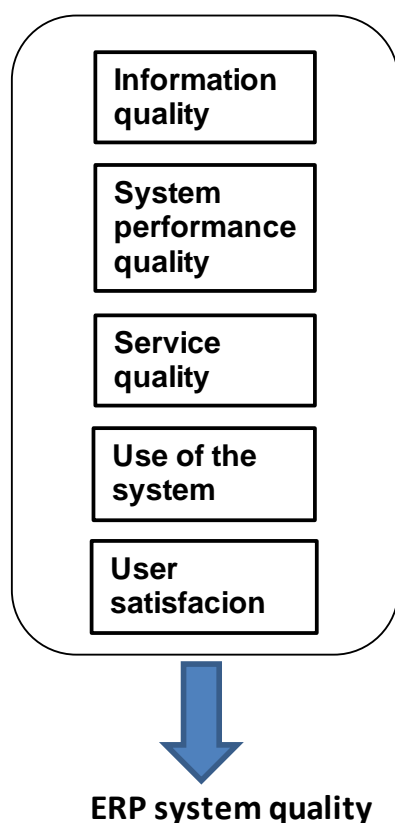 Information
quality
System
performance
quality
Service
quality
Use of the
system
User
satisfacion
ERP system quality